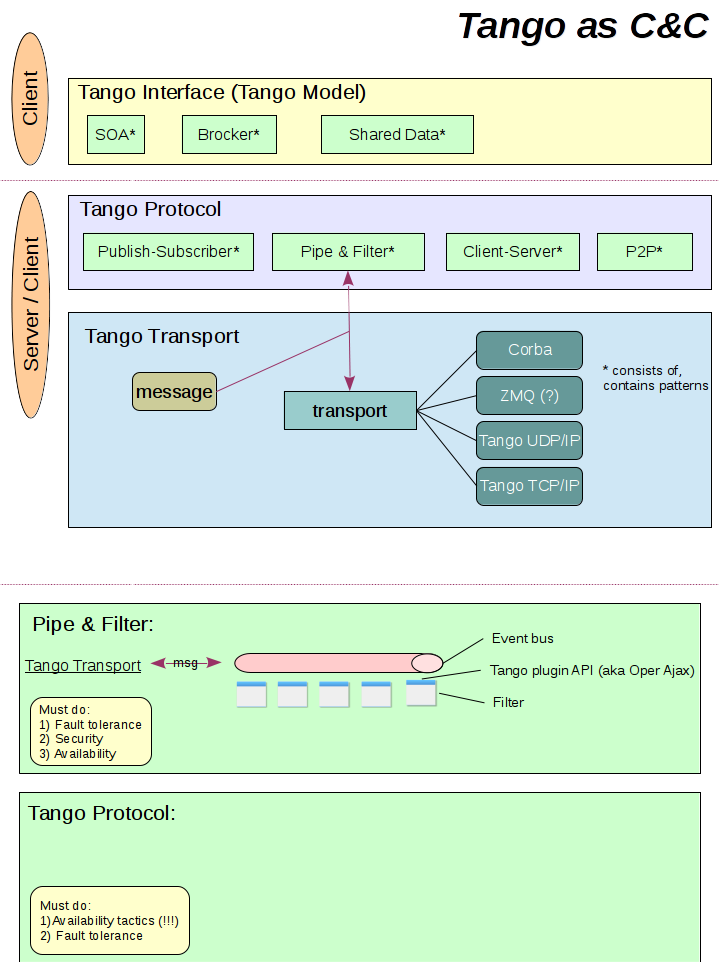 Tango as C&C
Client
Tango Interface (Tango Model)
SOA*
Brocker*
Shared Data*
Server / Client
Tango Protocol
Publish-Subscriber*
Pipe & Filter*
Client-Server*
P2P*
Tango Transport
message
transport
Corba
ZMQ (?)
Tango UDP/IP
Tango TCP/IP
* consists of,
contains patterns
Pipe & Filter:
Tango Transport
msg
Event bus
Tango plugin API (aka Oper Ajax)
Filter
Must do:
1) Fault tolerance
2) Security
3) Availability
Tango Protocol:
Must do:
1)Availability tactics (!!!)
2) Fault tolerance